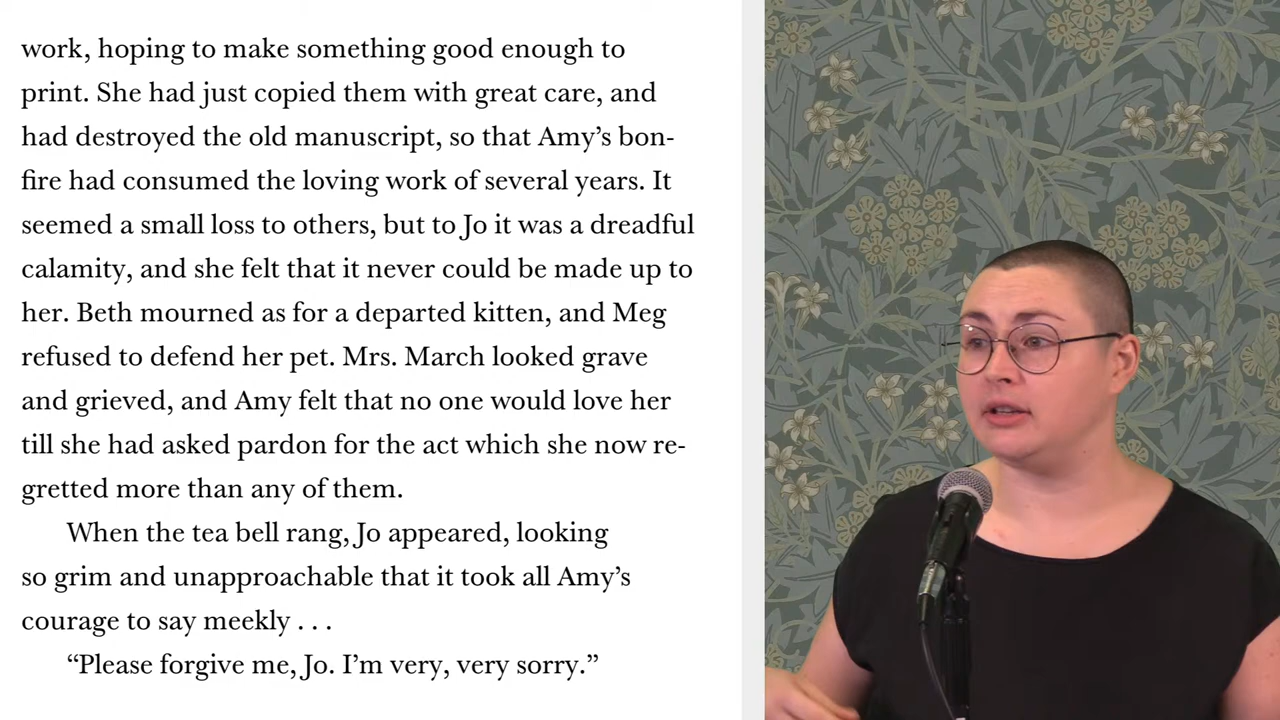 work, hoping to make something good enough to
print. She had just copied them with great care, and
had destroyed the old manuscript, so that Amy’s bon-
fire had consumed the loving work of several years. It
seemed a small loss to others, but to Jo it was a dreadful
calamity, and she felt that it never could be made up to
her. Beth mourned as for a departed kitten, and Meg
refused to defend her pet. Mrs. March looked grave
and grieved, and Amy felt that no one would love her
till she had asked pardon for the act which she now re-
gretted more than any of them.
When the tea bell rang, Jo appeared, looking
so grim and unapproachable that it took all Amy’s
courage to say meekly . . .
“Please forgive me, Jo. I’m very, very sorry.”